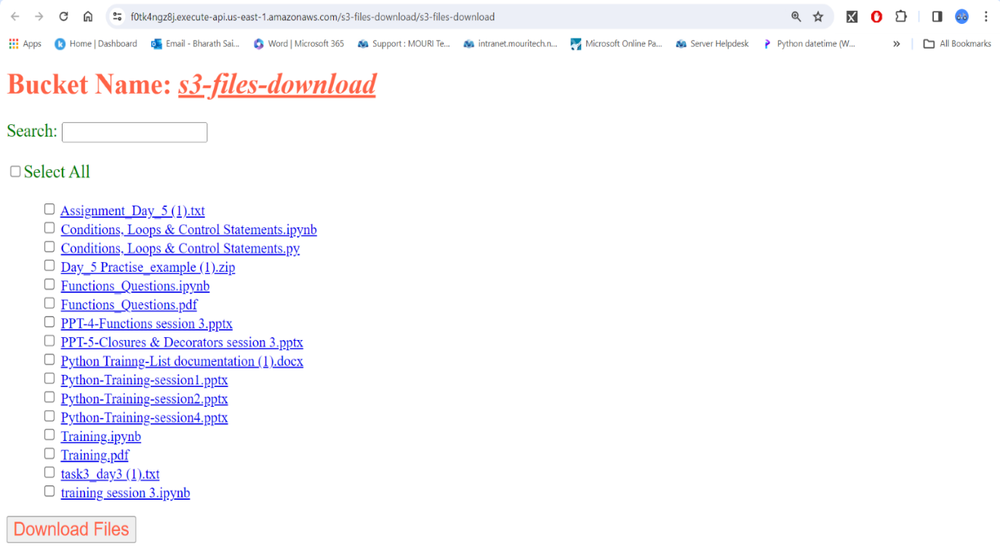 f0tk4ngz8j.execute-api.us-east-1.amazonaws.com/s3-files-download/s3-files-download
Apps Home | Dashboard Email - Bharath Sai... Word | Microsoft 365 Support : MOURI Te... intranet.mouritech.n... Microsoft Online Pa... Server Helpdesk Python datetime (W... » All Bookmarks
Bucket Name: s3-files-download
Search:
Select All
Assignment_Day_5 (1).txt
Conditions, Loops & Control Statements.ipynb
Conditions, Loops & Control Statements.py
Day_5 Practise_example (1).zip
Functions_Questions.ipynb
Functions_Questions.pdf
PPT-4-Functions session 3.pptx
PPT-5-Closures & Decorators session 3.pptx
Python Trainng-List documentation (1).docx
Python-Training-session1.pptx
Python-Training-session2.pptx
Python-Training-session4.pptx
Training.ipynb
Training.pdf
task3_day3 (1).txt
training session 3.ipynb
Download Files